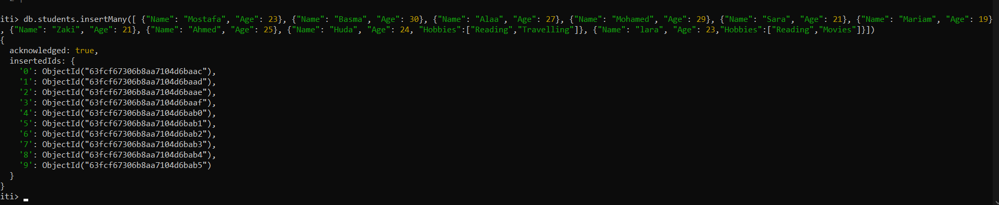 iti> db.students.insertMany([ {"Name": "Mostafa", "Age": 23}, {"Name": "Basma", "Age": 30}, {"Name": "Alaa", "Age": 27}, {"Name": "Mohamed", "Age": 29}, {"Name": "Sara", "Age": 21}, {"Name": "Mariam", "Age": 19}
, {"Name": "Zaki", "Age": 21}, {"Name": "Ahmed", "Age": 25}, {"Name": "Huda", "Age": 24, "Hobbies":["Reading","Travelling"]}, {"Name": "lara", "Age": 23,"Hobbies":["Reading","Movies"]}])
{
  acknowledged: true,
  insertedIds: {
    '0': ObjectId("63fcf67306b8aa7104d6baac"),
    '1': ObjectId("63fcf67306b8aa7104d6baad"),
    '2': ObjectId("63fcf67306b8aa7104d6baae"),
    '3': ObjectId("63fcf67306b8aa7104d6baaf"),
    '4': ObjectId("63fcf67306b8aa7104d6bab0"),
    '5': ObjectId("63fcf67306b8aa7104d6bab1"),
    '6': ObjectId("63fcf67306b8aa7104d6bab2"),
    '7': ObjectId("63fcf67306b8aa7104d6bab3"),
    '8': ObjectId("63fcf67306b8aa7104d6bab4"),
    '9': ObjectId("63fcf67306b8aa7104d6bab5")
  }
}
iti>